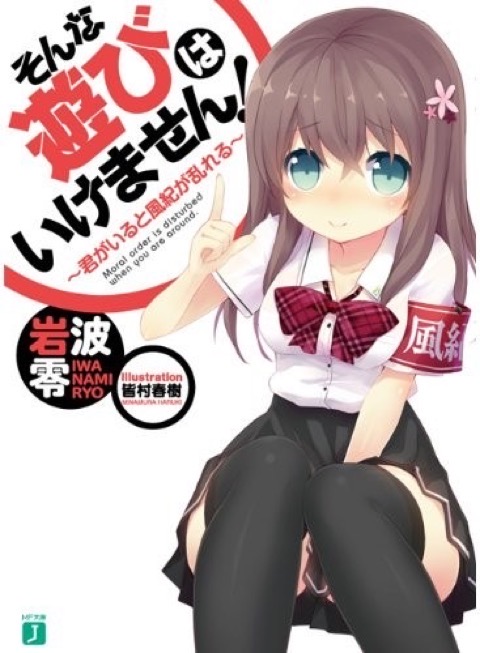 そんな
遊びは
いけません!
~君がいると風紀が乱れる~
Moral order is disturbed
when you are around.
岩波
零
IWA
NAMI
RYO
Illustration
皆村春樹
MINAMURA HARUKI
風紀
MF文庫
J